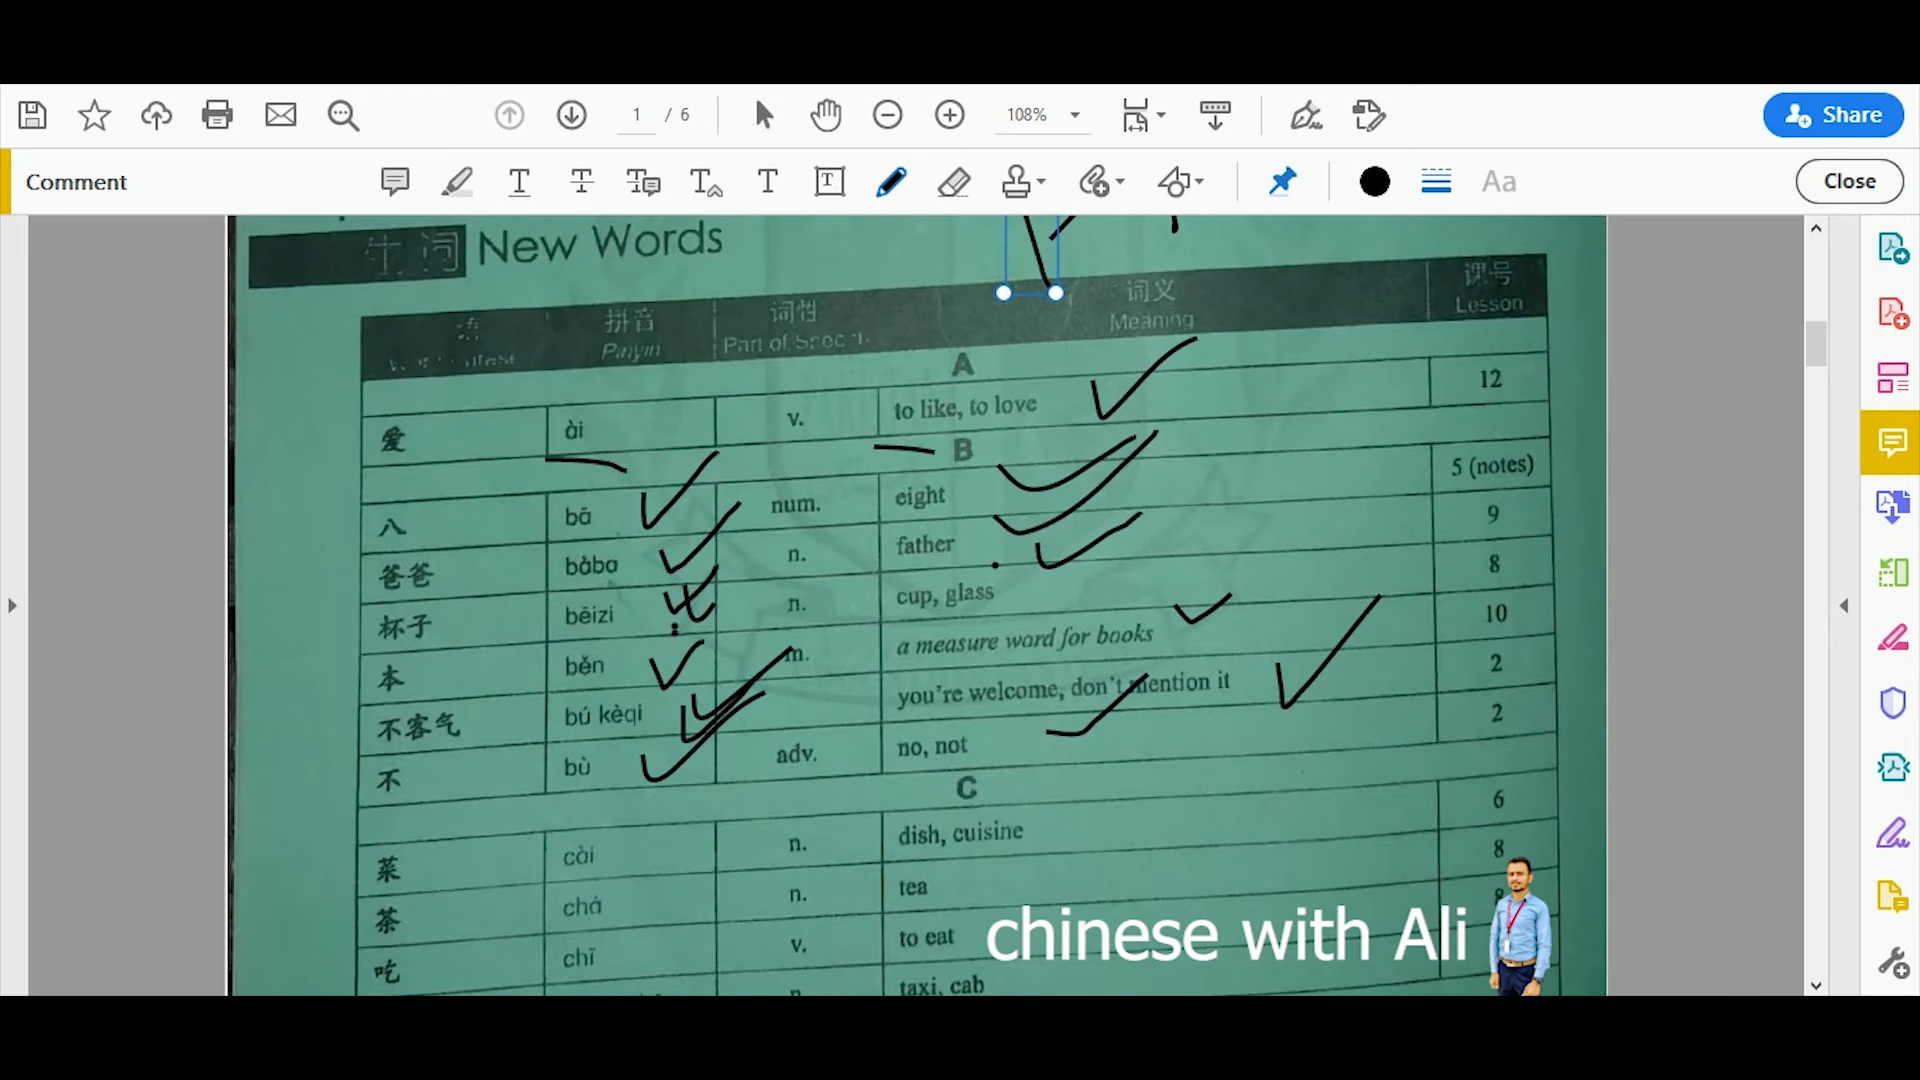 1 / 6
108%
Share
Comment
Aa
Close
生词 New Words
拼音 词性 词义 课号
Pinyin Part of Meaning Lesson
A
爱 ài v. to like, to love 12
B
八 bā num. eight 5 (notes)
爸爸 bàba n. father 9
杯子 bēizi n. cup, glass 8
本 běn m. a measure word for books 10
不客气 bú kèqi you're welcome, don't mention it 2
不 bù adv. no, not 2
C
菜 cài n. dish, cuisine 6
茶 chá n. tea 8
吃 chī v. to eat 8
n. taxi, cab
chinese with Ali